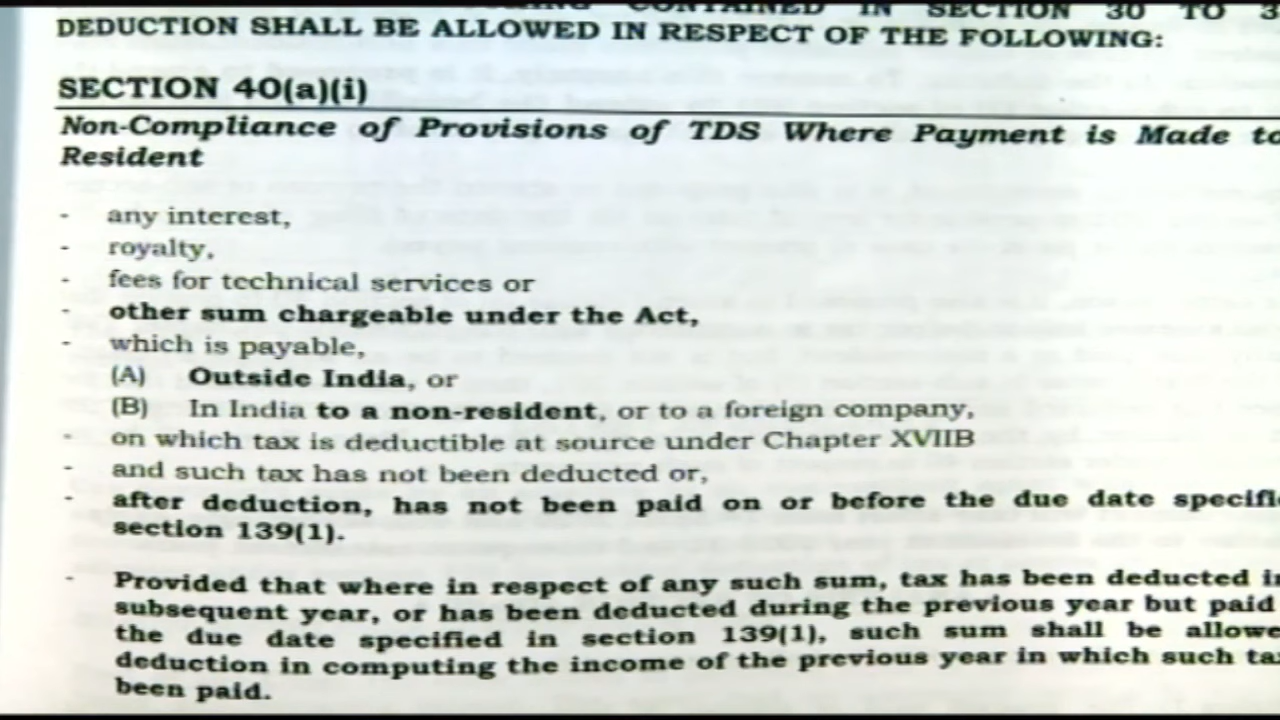 CONTAINED IN SECTION 30 TO
DEDUCTION SHALL BE ALLOWED IN RESPECT OF THE FOLLOWING:
SECTION 40(a)(i)
Non-Compliance of Provisions of TDS Where Payment is Made to
Resident
- any interest,
- royalty,
- fees for technical services or
- other sum chargeable under the Act,
- which is payable,
(A) Outside India, or
(B) In India to a non-resident, or to a foreign company,
- on which tax is deductible at source under Chapter XVIIB
- and such tax has not been deducted or,
- after deduction, has not been paid on or before the due date
section 139(1).
- Provided that where in respect of any such sum, tax has been deducted
subsequent year, or has been deducted during the previous year but paid
the due date specified in section 139(1), such sum shall be
deduction in computing the income of the previous year in which such
been paid.